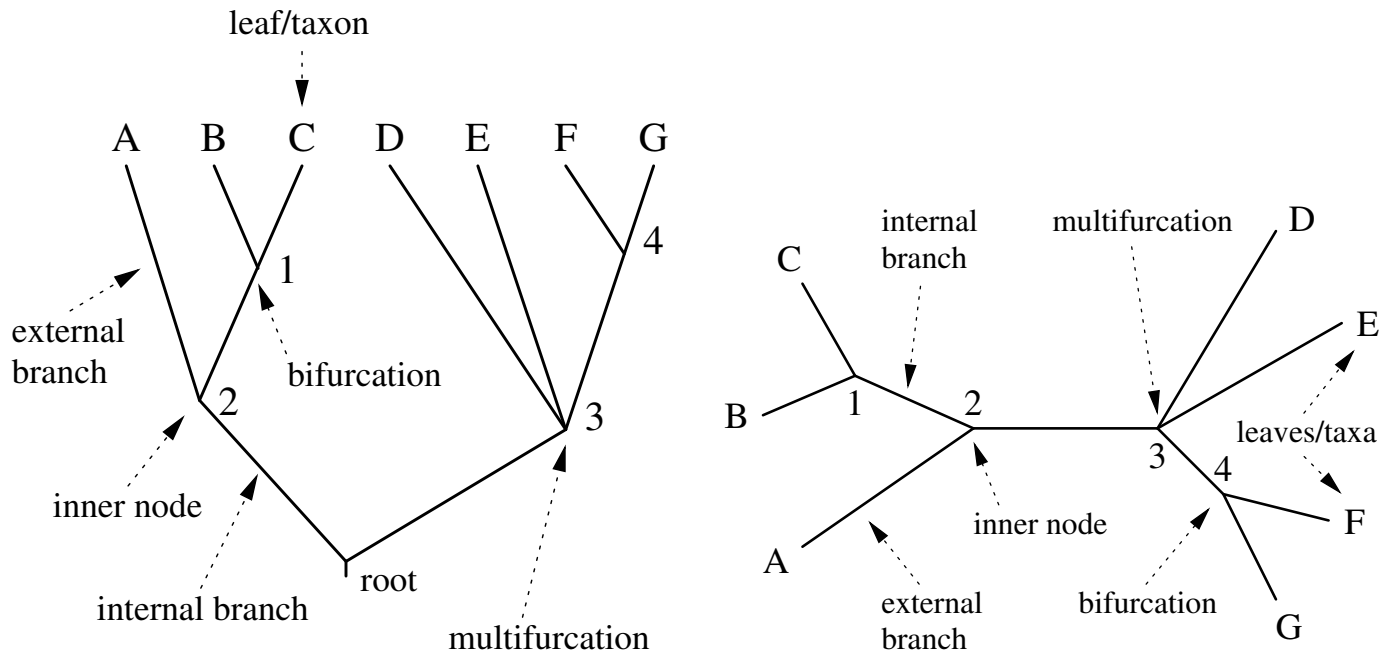 leaf/taxon
A B C D E F G
4
1
external
branch
bifurcation
2
3
inner node
root
internal branch
multifurcation
internal
branch
multifurcation
D
C
E
B
1
2
leaves/taxa
3
4
F
inner node
A
external
branch
bifurcation
G